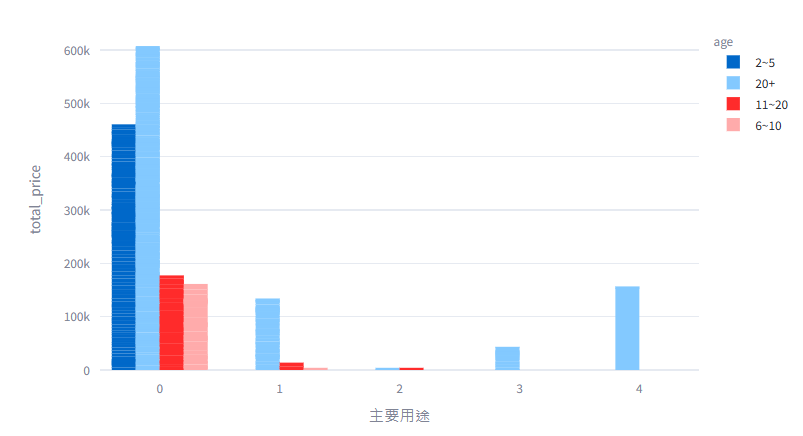 age
2~5
20+
11~20
6~10
600k
500k
400k
300k
200k
100k
0
total_price
0 1 2 3 4
主要用途